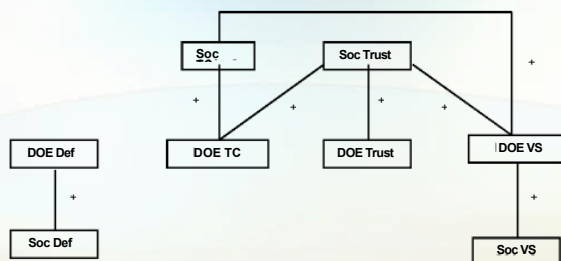 Soc
Soc Trust
+
+
+
+
+
DOE Def
DOE TC
DOE Trust
DOE VS
+
+
Soc Def
Soc VS